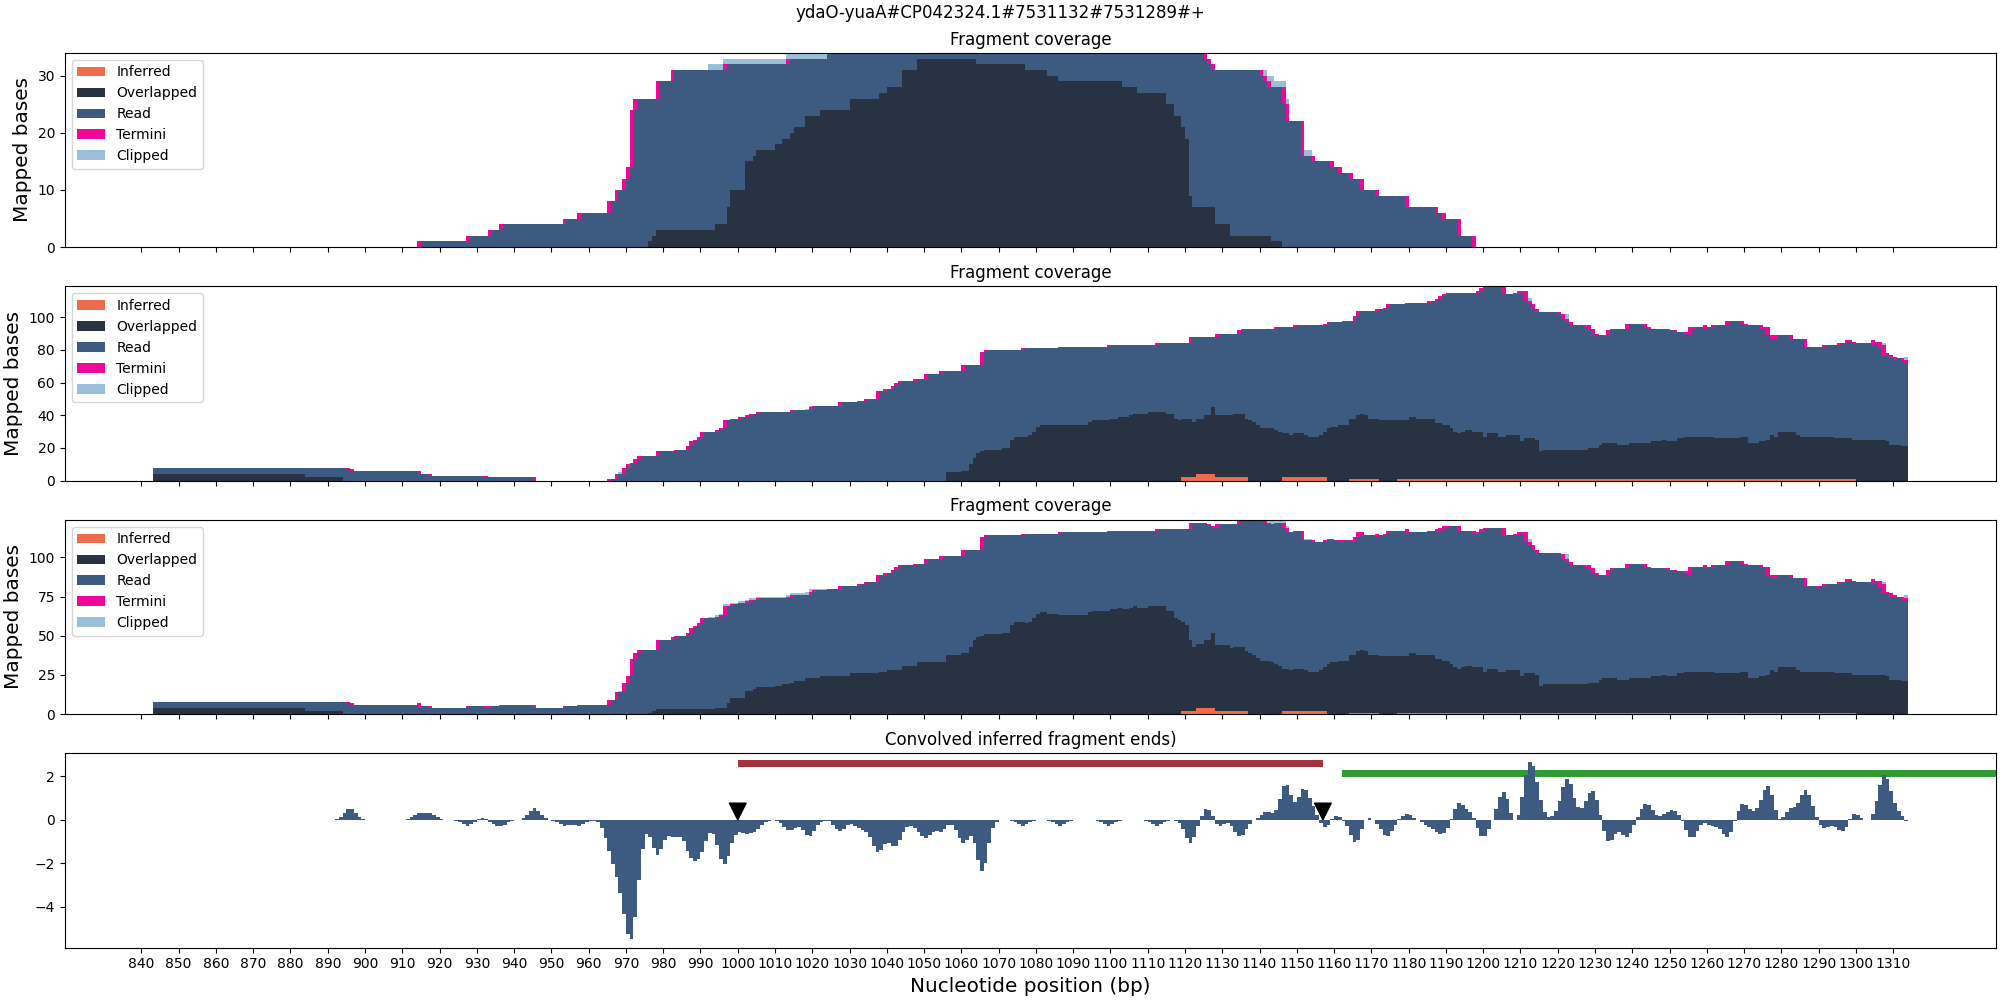 ydaO-yuaA#CP042324.1#7531132#7531289#+
Fragment coverage
Mapped bases
30
20
10
0
Inferred
Overlapped
Read
Termini
Clipped
Fragment coverage
Mapped bases
100
80
60
40
20
0
Inferred
Overlapped
Read
Termini
Clipped
Fragment coverage
Mapped bases
100
75
50
25
0
Inferred
Overlapped
Read
Termini
Clipped
Convolved inferred fragment ends)
2
0
−2
−4
840 850 860 870 880 890 900 910 920 930 940 950 960 970 980 990 1000 1010 1020 1030 1040 1050 1060 1070 1080 1090 1100 1110 1120 1130 1140 1150 1160 1170 1180 1190 1200 1210 1220 1230 1240 1250 1260 1270 1280 1290 1300 1310
Nucleotide position (bp)